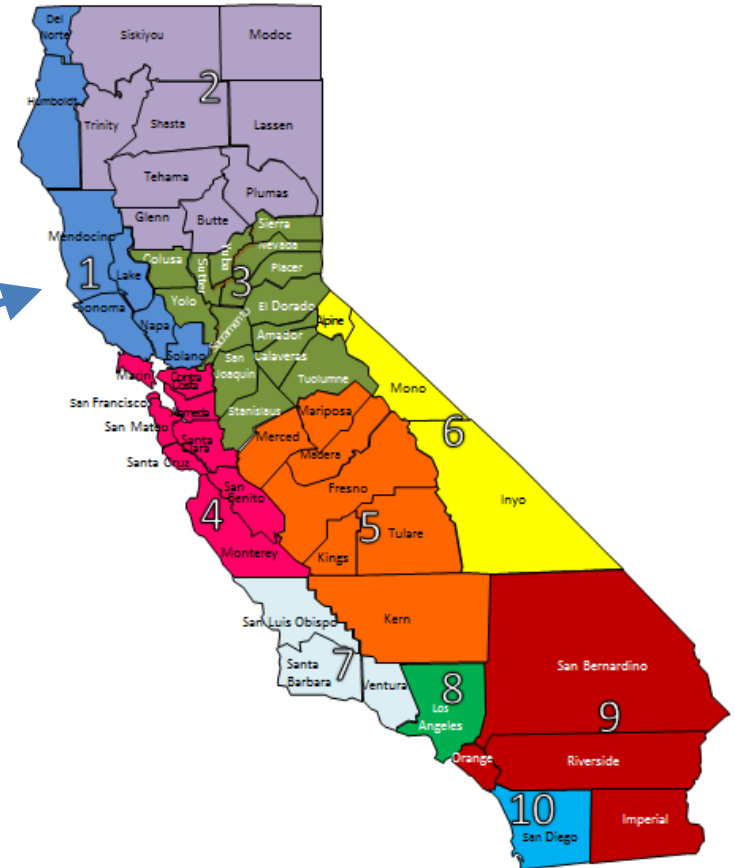 Del
Norte
Siskiyou
Modoc
2
Humboldt
Trinity
Shasta
Lassen
Tehama
Plumas
Glenn
Butte
Sierra
Mendocino
Nevada
Colusa
Yuba
Sutter
Placer
1
Lake
3
Yolo
El Dorado
Sonoma
Napa
Sacramento
Alpine
Amador
Solano
San
Joaquin
Calaveras
Marin
Contra
Costa
Tuolumne
Mono
San Francisco
Alameda
Stanislaus
Mariposa
San Mateo
6
Santa
Clara
Merced
Madera
Santa Cruz
San
Benito
Fresno
Inyo
4
5
Tulare
Monterey
Kings
San Luis Obispo
Kern
Santa
Barbara
7
Ventura
8
San Bernardino
Los
Angeles
9
Orange
Riverside
10
San Diego
Imperial